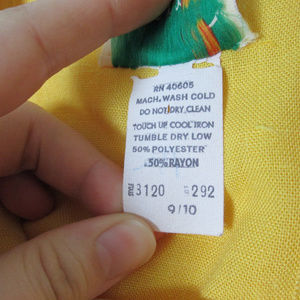 RN 40605
MACH. WASH COLD
DO NOT DRY CLEAN
TOUCH UP COOL IRON
TUMBLE DRY LOW
50% POLYESTER
50% RAYON
3120 292
9/10